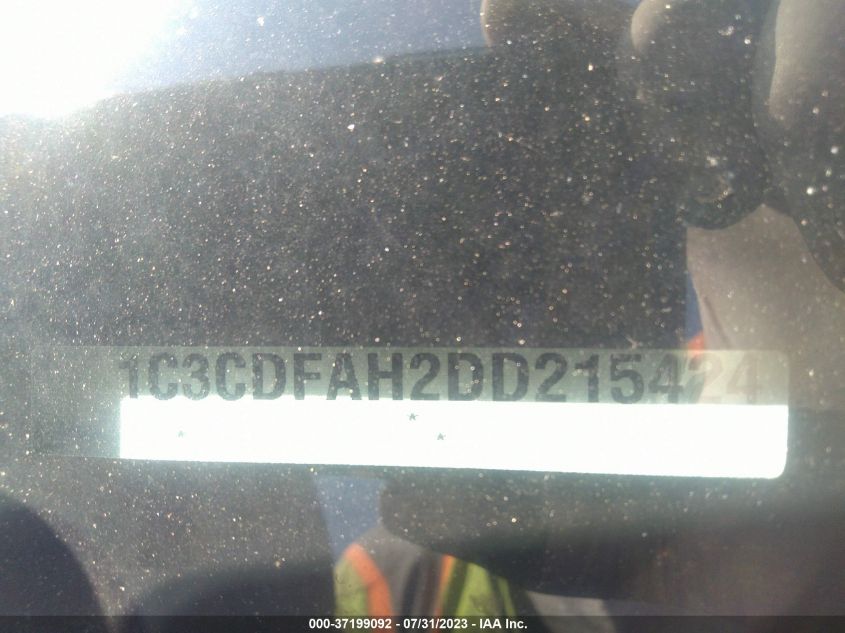 1C3CDFAH2DD215424
* *
*
000-37199092 - 07/31/2023 - IAA Inc.